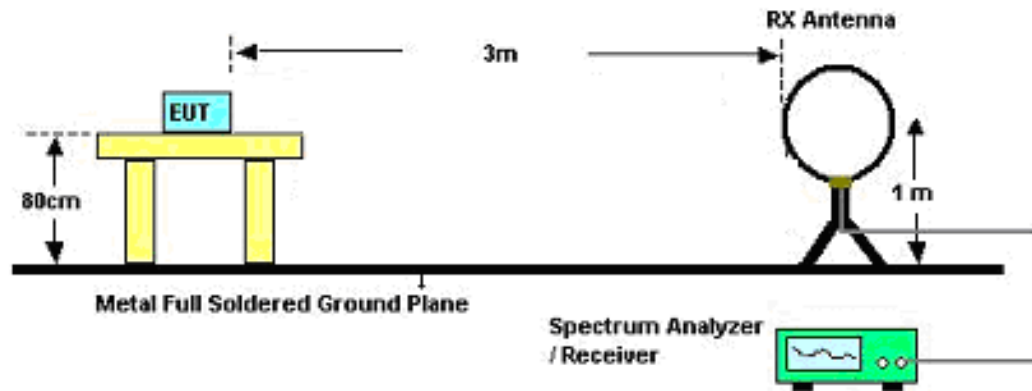 RX Antenna
3m
EUT
80cm
1 m
Metal Full Soldered Ground Plane
Spectrum Analyzer
/ Receiver